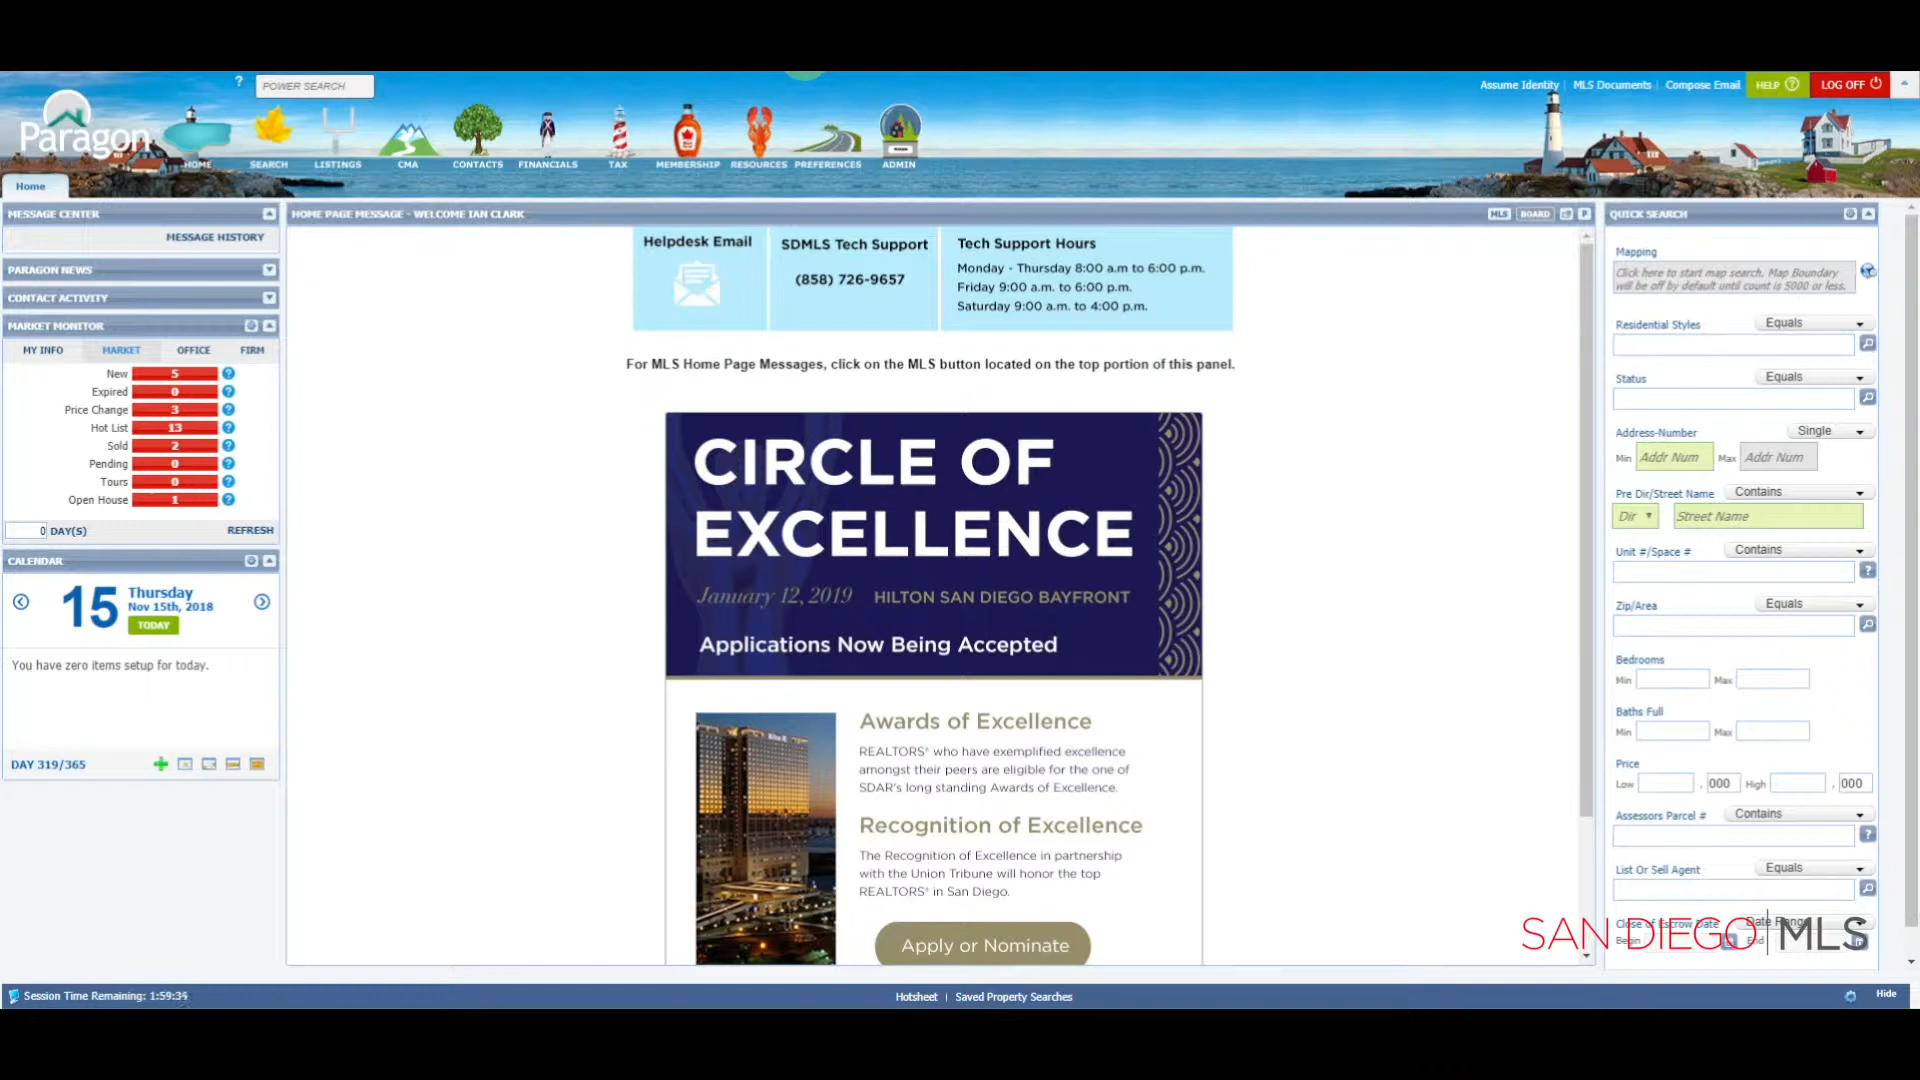 ?
POWER SEARCH
Assume Identity | MLS Documents | Compose Email HELP ? LOG OFF
Paragon
HOME SEARCH LISTINGS CMA CONTACTS FINANCIALS TAX MEMBERSHIP RESOURCES PREFERENCES ADMIN
Home
MESSAGE CENTER
MESSAGE HISTORY
PARAGON NEWS
CONTACT ACTIVITY
MARKET MONITOR
MY INFO MARKET OFFICE FIRM
New 5 ?
Expired 0 ?
Price Change 3 ?
Hot List 13 ?
Sold 2 ?
Pending 0 ?
Tours 0 ?
Open House 1 ?
0 DAY(S) REFRESH
CALENDAR
15 Thursday
Nov 15th, 2018
TODAY
You have zero items setup for today.
DAY 319/365
HOME PAGE MESSAGE - WELCOME IAN CLARK MLS BOARD P
Helpdesk Email
SDMLS Tech Support
(858) 726-9657
Tech Support Hours
Monday - Thursday 8:00 a.m to 6:00 p.m.
Friday 9:00 a.m. to 6:00 p.m.
Saturday 9:00 a.m. to 4:00 p.m.
For MLS Home Page Messages, click on the MLS button located on the top portion of this panel.
CIRCLE OF
EXCELLENCE
January 12, 2019 HILTON SAN DIEGO BAYFRONT
Applications Now Being Accepted
Awards of Excellence
REALTORS® who have exemplified excellence
amongst their peers are eligible for the one of
SDAR's long standing Awards of Excellence.
Recognition of Excellence
The Recognition of Excellence in partnership
with the Union Tribune will honor the top
REALTORS® in San Diego.
Apply or Nominate
QUICK SEARCH
Mapping
Click here to start map search. Map Boundary
will be off by default until count is 5000 or less.
Residential Styles Equals
Status Equals
Address-Number Single
Min Addr Num Max Addr Num
Pre Dir/Street Name Contains
Dir Street Name
Unit #/Space # Contains
?
Zip/Area Equals
Bedrooms
Min Max
Baths Full
Min Max
Price
Low , 000 High , 000
Assessors Parcel # Contains
?
List Or Sell Agent Equals
Close of Escrow Date Date Range
Begin End
SAN DIEGO | MLS
Session Time Remaining: 1:59:34
Hotsheet | Saved Property Searches
Hide